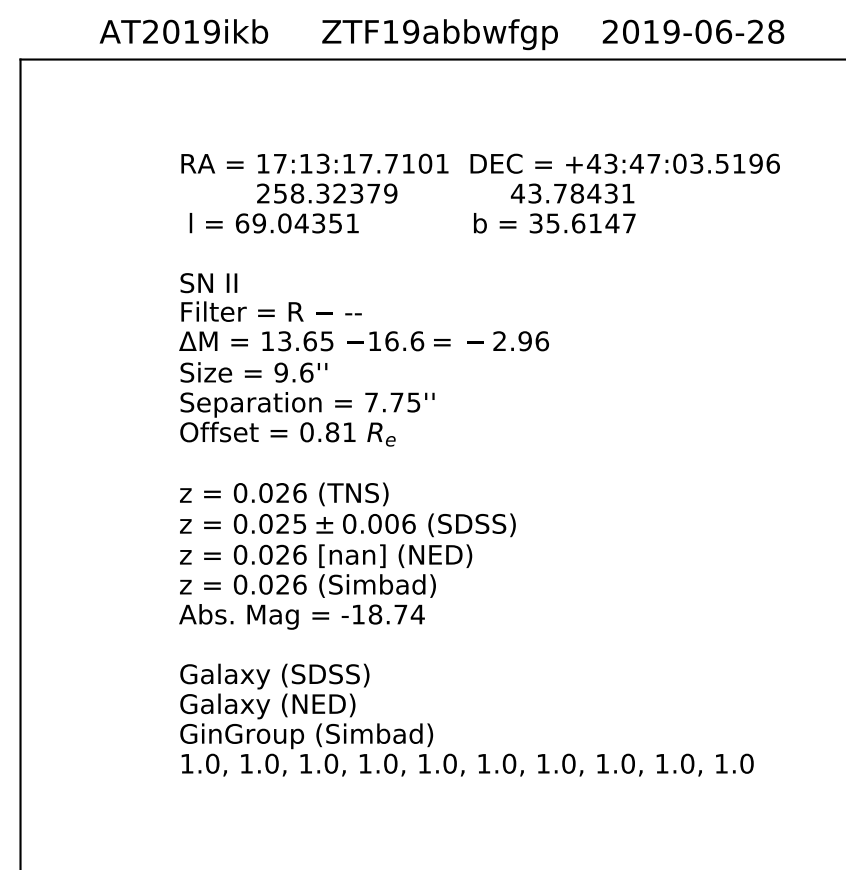 AT2019ikb ZTF19abbwfgp 2019-06-28
RA = 17:13:17.7101 DEC = +43:47:03.5196
258.32379 43.78431
l = 69.04351 b = 35.6147
SN II
Filter = R − --
ΔM = 13.65 −16.6 = − 2.96
Size = 9.6''
Separation = 7.75''
Offset = 0.81 Rₑ
z = 0.026 (TNS)
z = 0.025 ± 0.006 (SDSS)
z = 0.026 [nan] (NED)
z = 0.026 (Simbad)
Abs. Mag = -18.74
Galaxy (SDSS)
Galaxy (NED)
GinGroup (Simbad)
1.0, 1.0, 1.0, 1.0, 1.0, 1.0, 1.0, 1.0, 1.0, 1.0